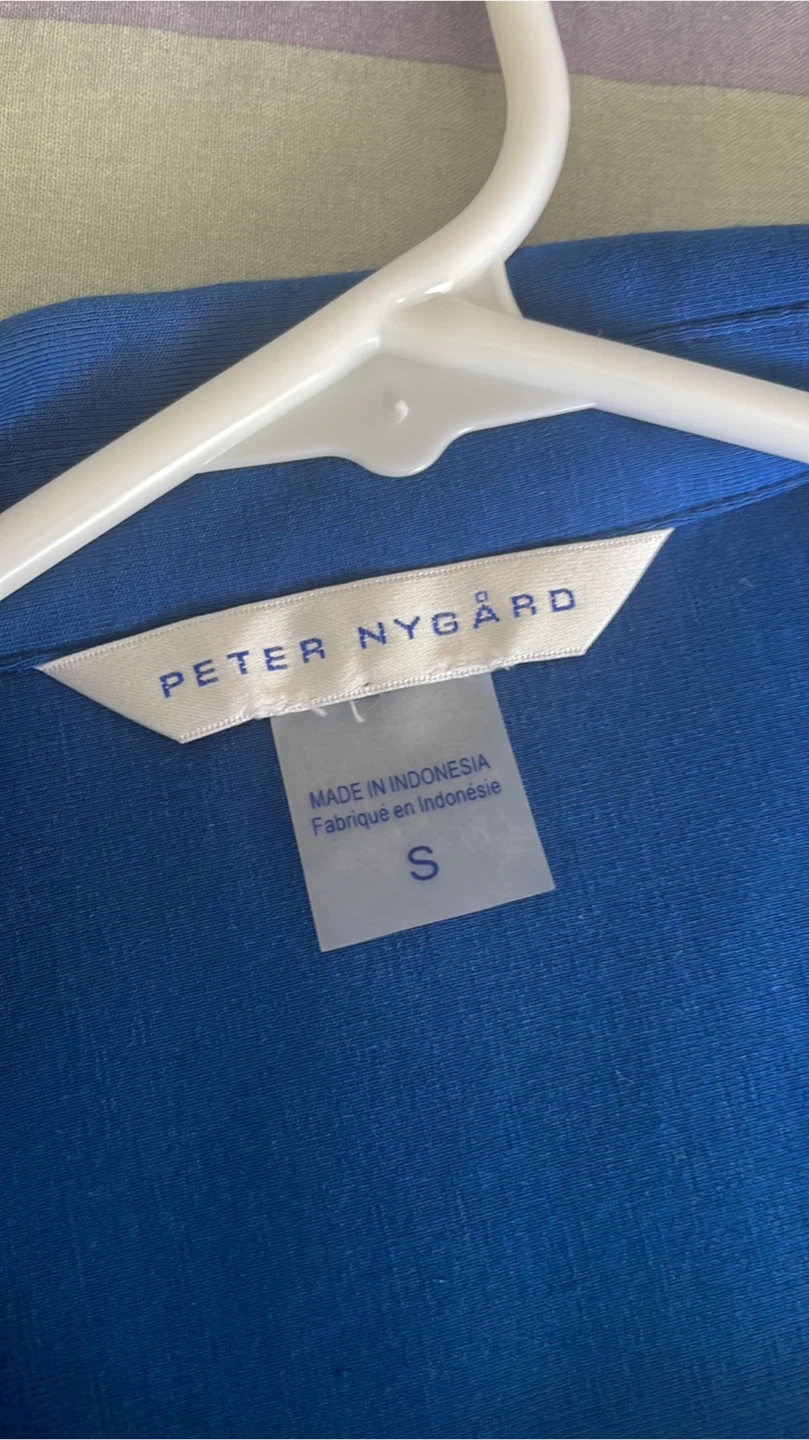 PETER NYGÅRD
MADE IN INDONESIA
Fabriqué en Indonésie
S